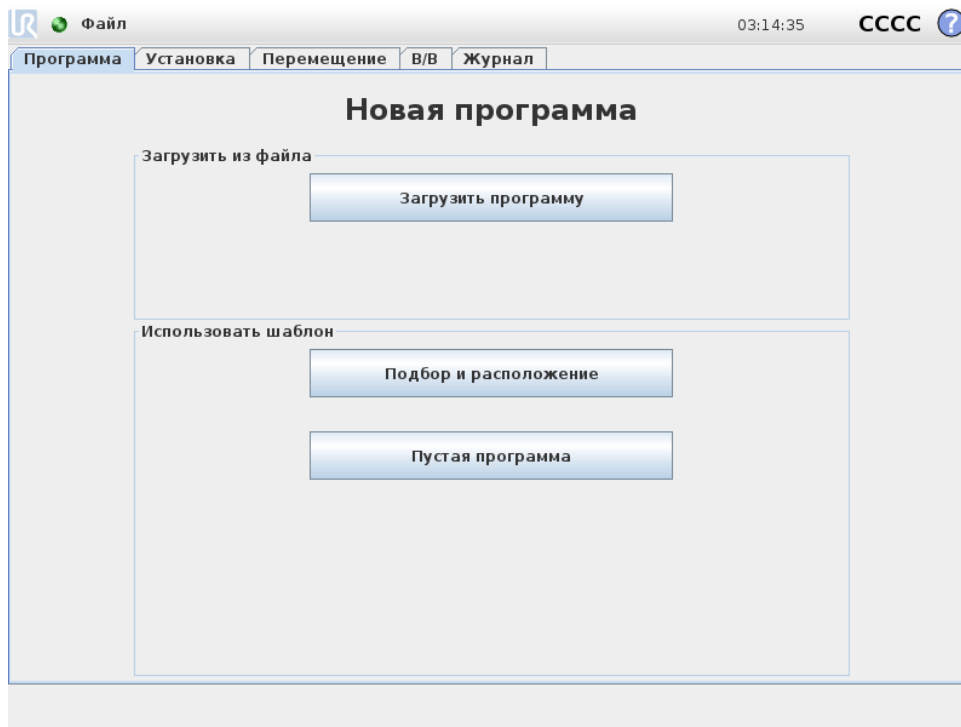 UR Файл 03:14:35 CCCC ?
Программа Установка Перемещение В/В Журнал
Новая программа
Загрузить из файла
Загрузить программу
Использовать шаблон
Подбор и расположение
Пустая программа